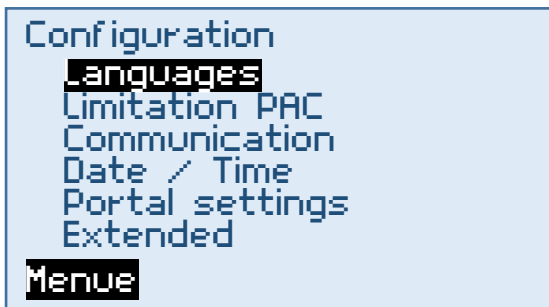 Configuration
Languages
Limitation PAC
Communication
Date / Time
Portal settings
Extended
Menue